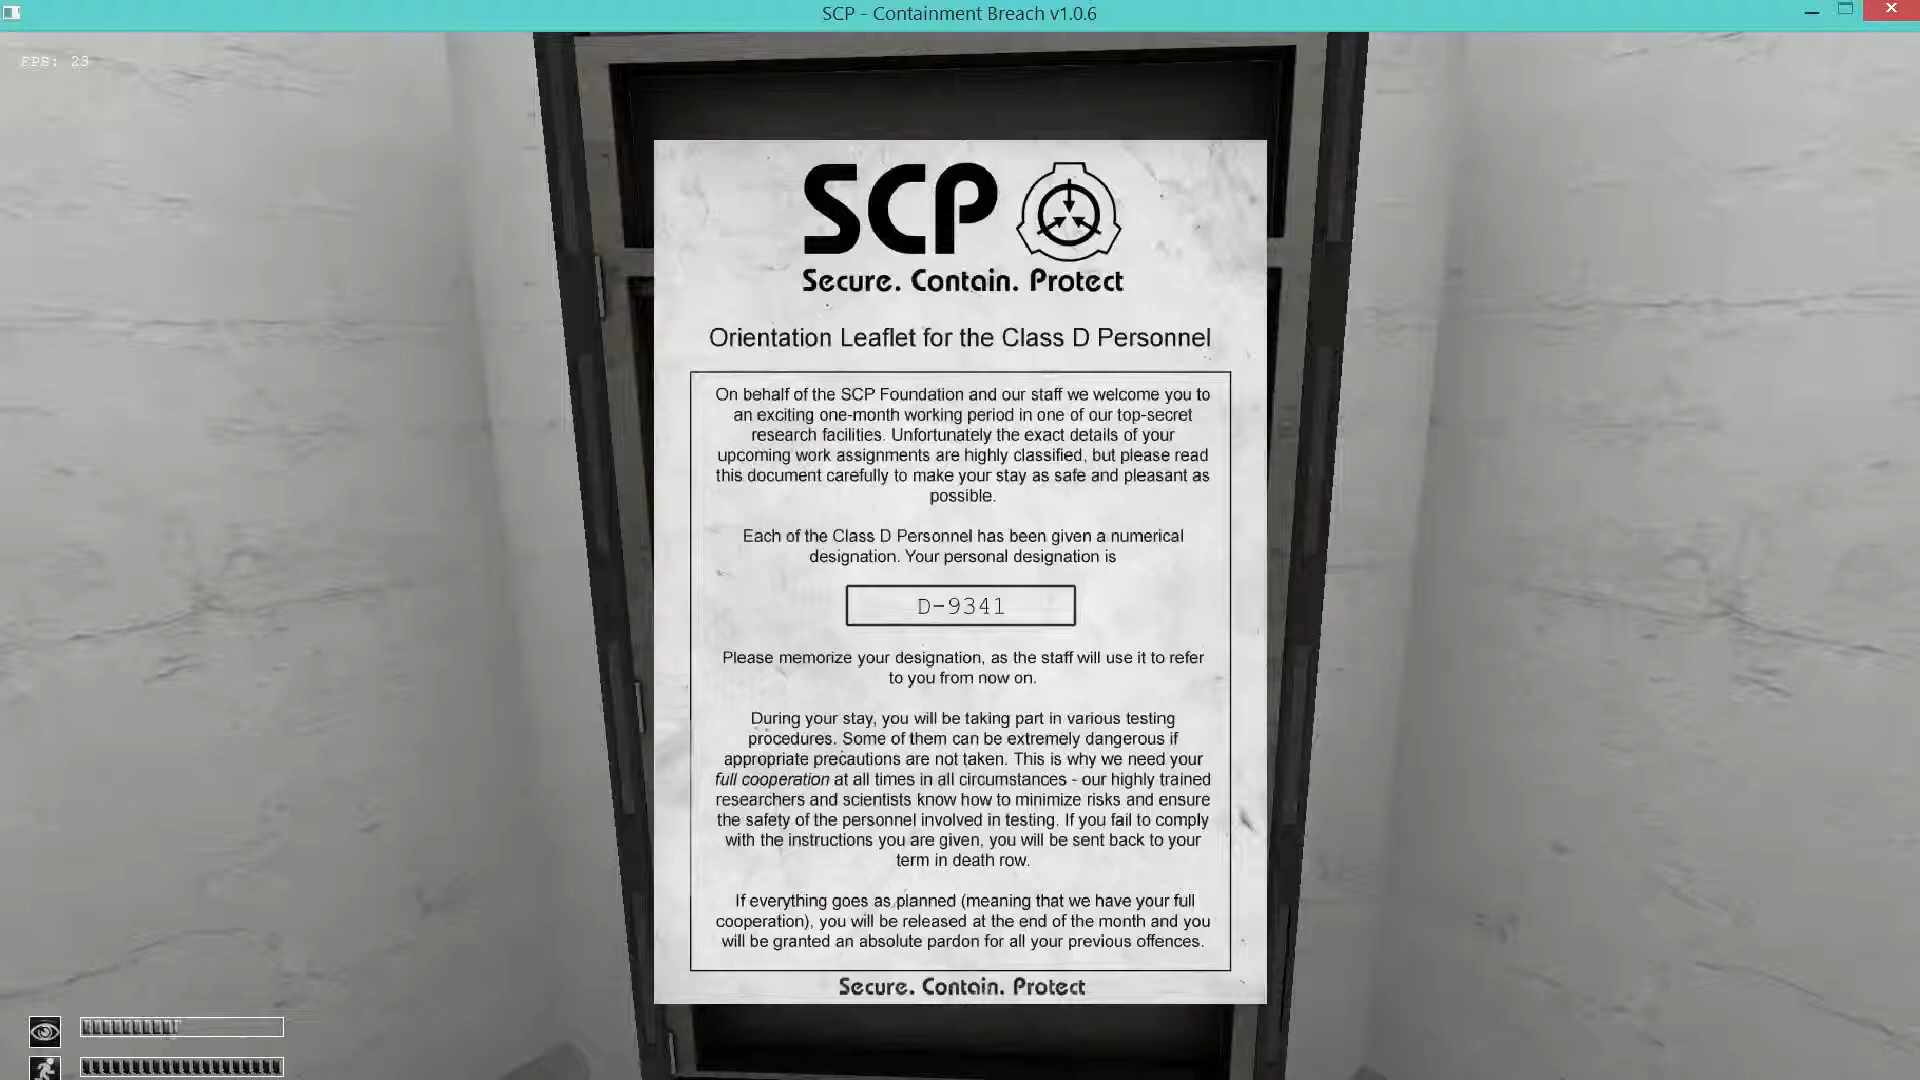 SCP - Containment Breach v1.0.6
FPS: 23
SCP
Secure. Contain. Protect
Orientation Leaflet for the Class D Personnel
On behalf of the SCP Foundation and our staff we welcome you to
an exciting one-month working period in one of our top-secret
research facilities. Unfortunately the exact details of your
upcoming work assignments are highly classified, but please read
this document carefully to make your stay as safe and pleasant as
possible.
Each of the Class D Personnel has been given a numerical
designation. Your personal designation is
D-9341
Please memorize your designation, as the staff will use it to refer
to you from now on.
During your stay, you will be taking part in various testing
procedures. Some of them can be extremely dangerous if
appropriate precautions are not taken. This is why we need your
full cooperation at all times in all circumstances - our highly trained
researchers and scientists know how to minimize risks and ensure
the safety of the personnel involved in testing. If you fail to comply
with the instructions you are given, you will be sent back to your
term in death row.
If everything goes as planned (meaning that we have your full
cooperation), you will be released at the end of the month and you
will be granted an absolute pardon for all your previous offences.
Secure. Contain. Protect